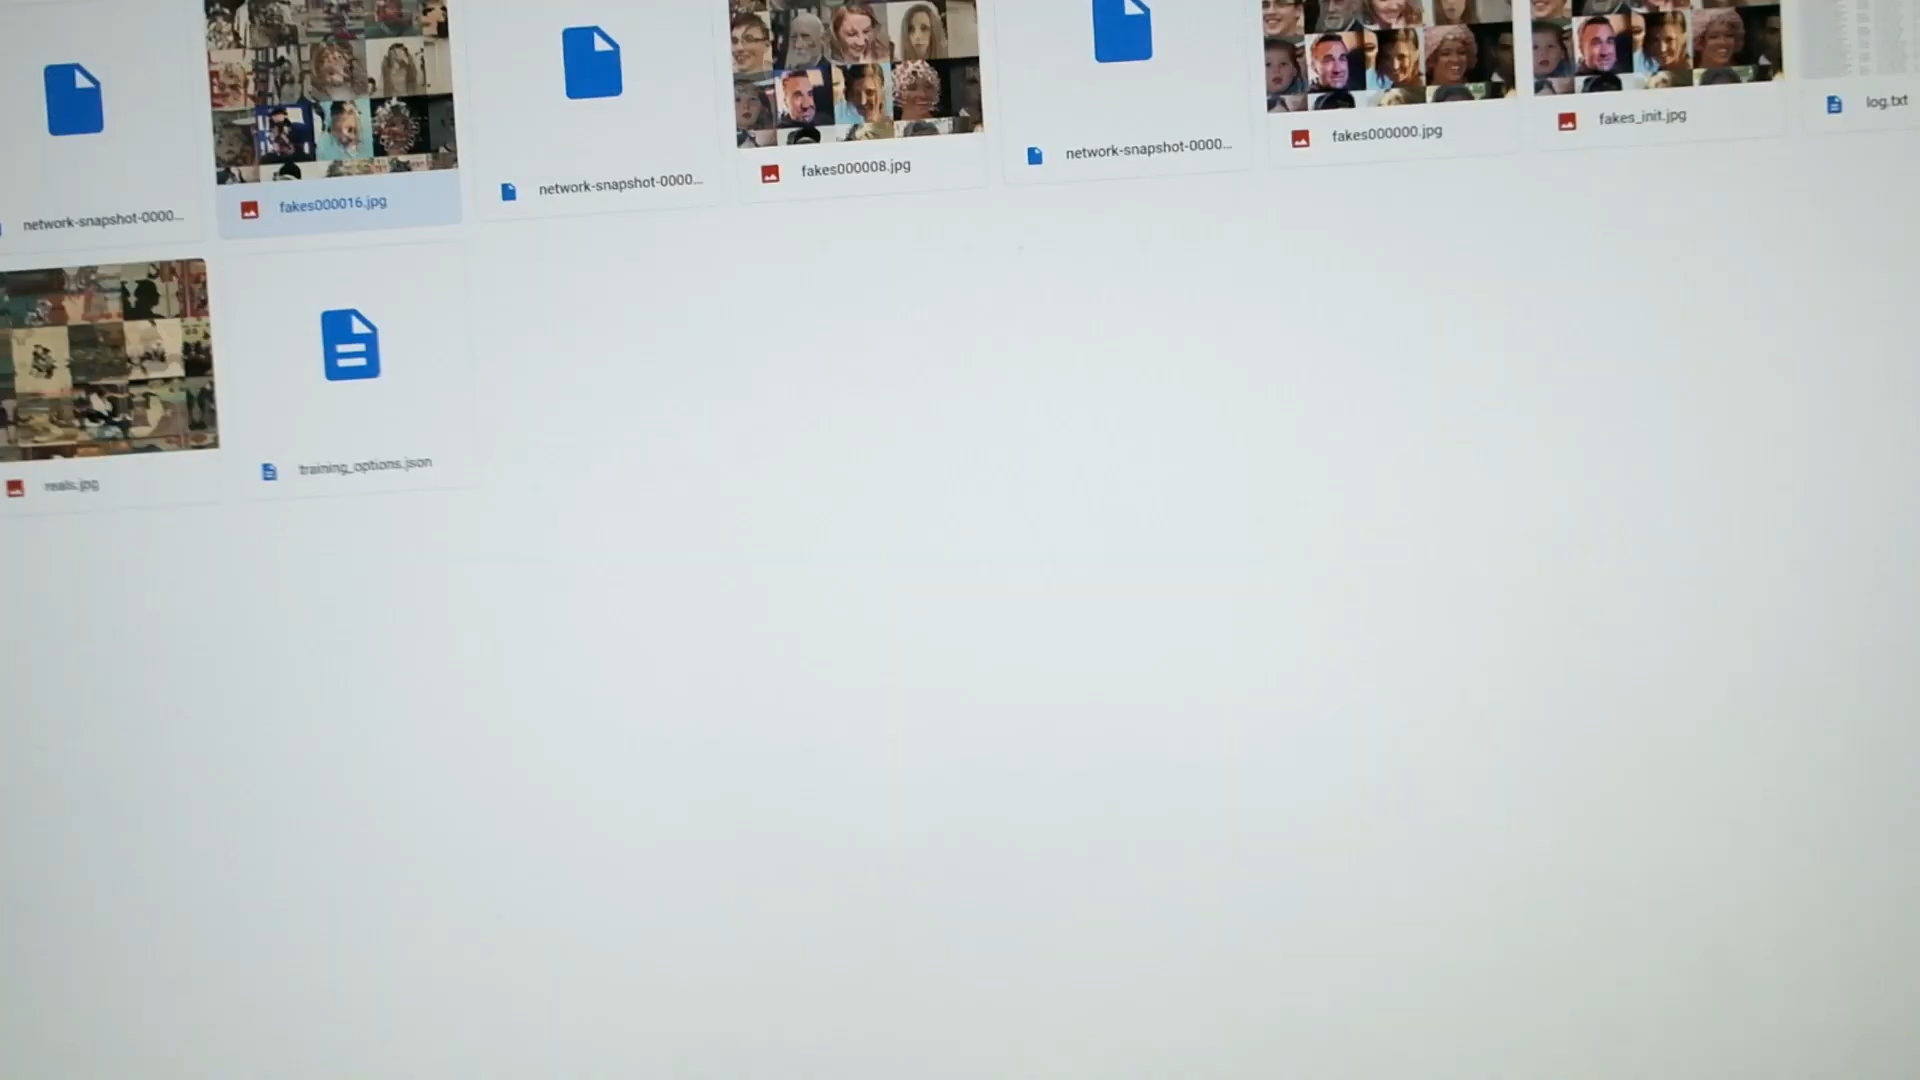 network-snapshot-0000...
fakes000016.jpg
network-snapshot-0000...
fakes000008.jpg
network-snapshot-0000...
fakes000000.jpg
fakes_init.jpg
log.txt
reals.jpg
training_options.json